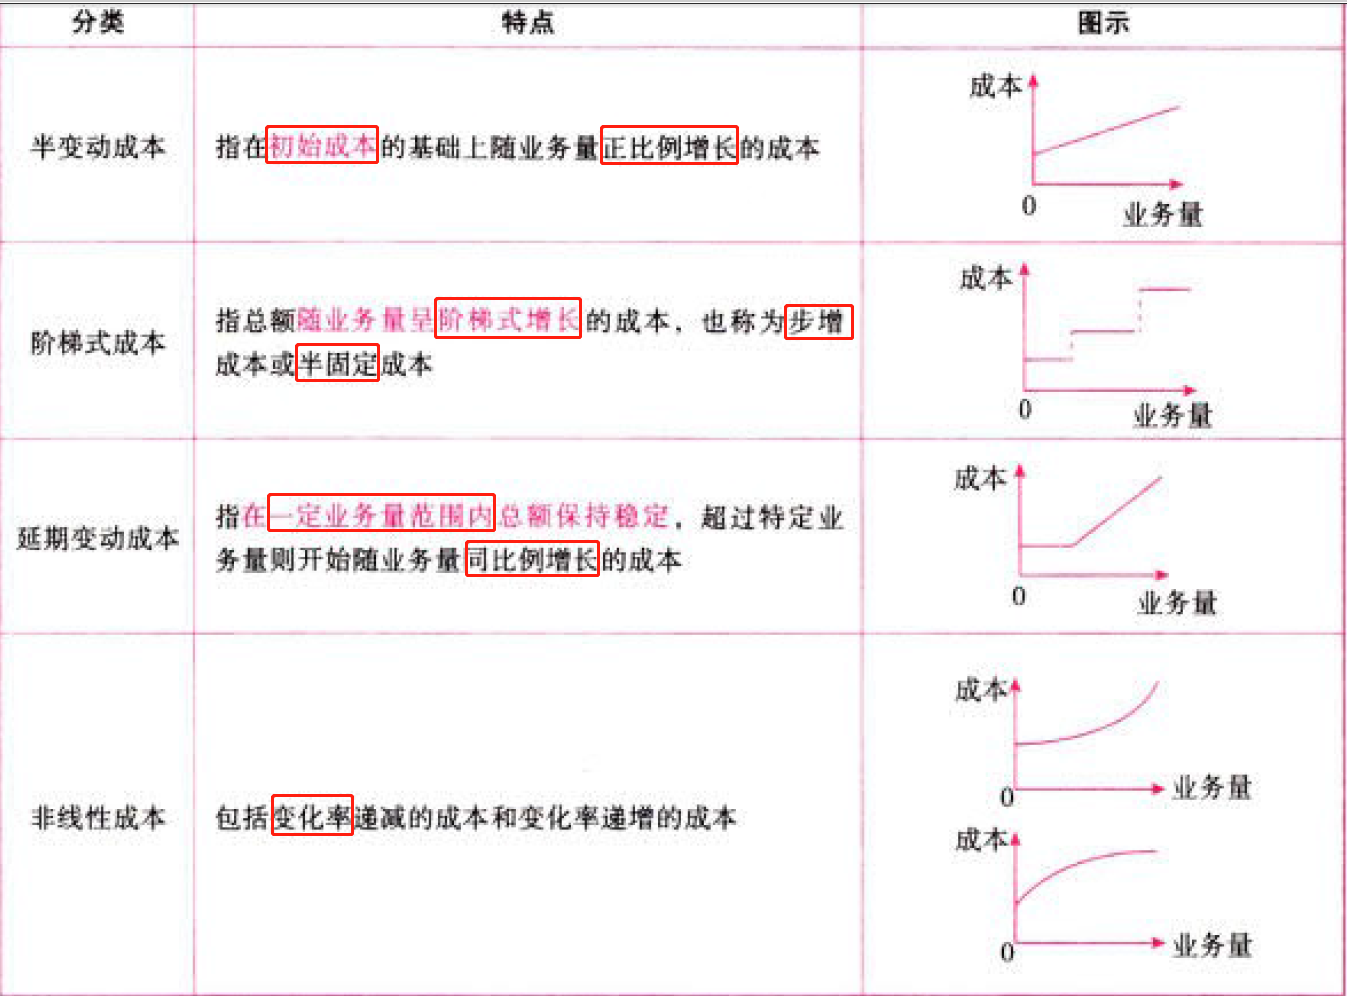 分类 特点 图示
半变动成本 指在初始成本的基础上随业务量正比例增长的成本
成本
0
业务量
阶梯式成本
指总额随业务量呈阶梯式增长的成本，也称为步增
成本或半固定成本
成本
0
业务量
延期变动成本
指在一定业务量范围内总额保持稳定，超过特定业
务量则开始随业务量同比例增长的成本
成本
0
业务量
非线性成本 包括变化率递减的成本和变化率递增的成本
成本
0
业务量
成本
0
业务量